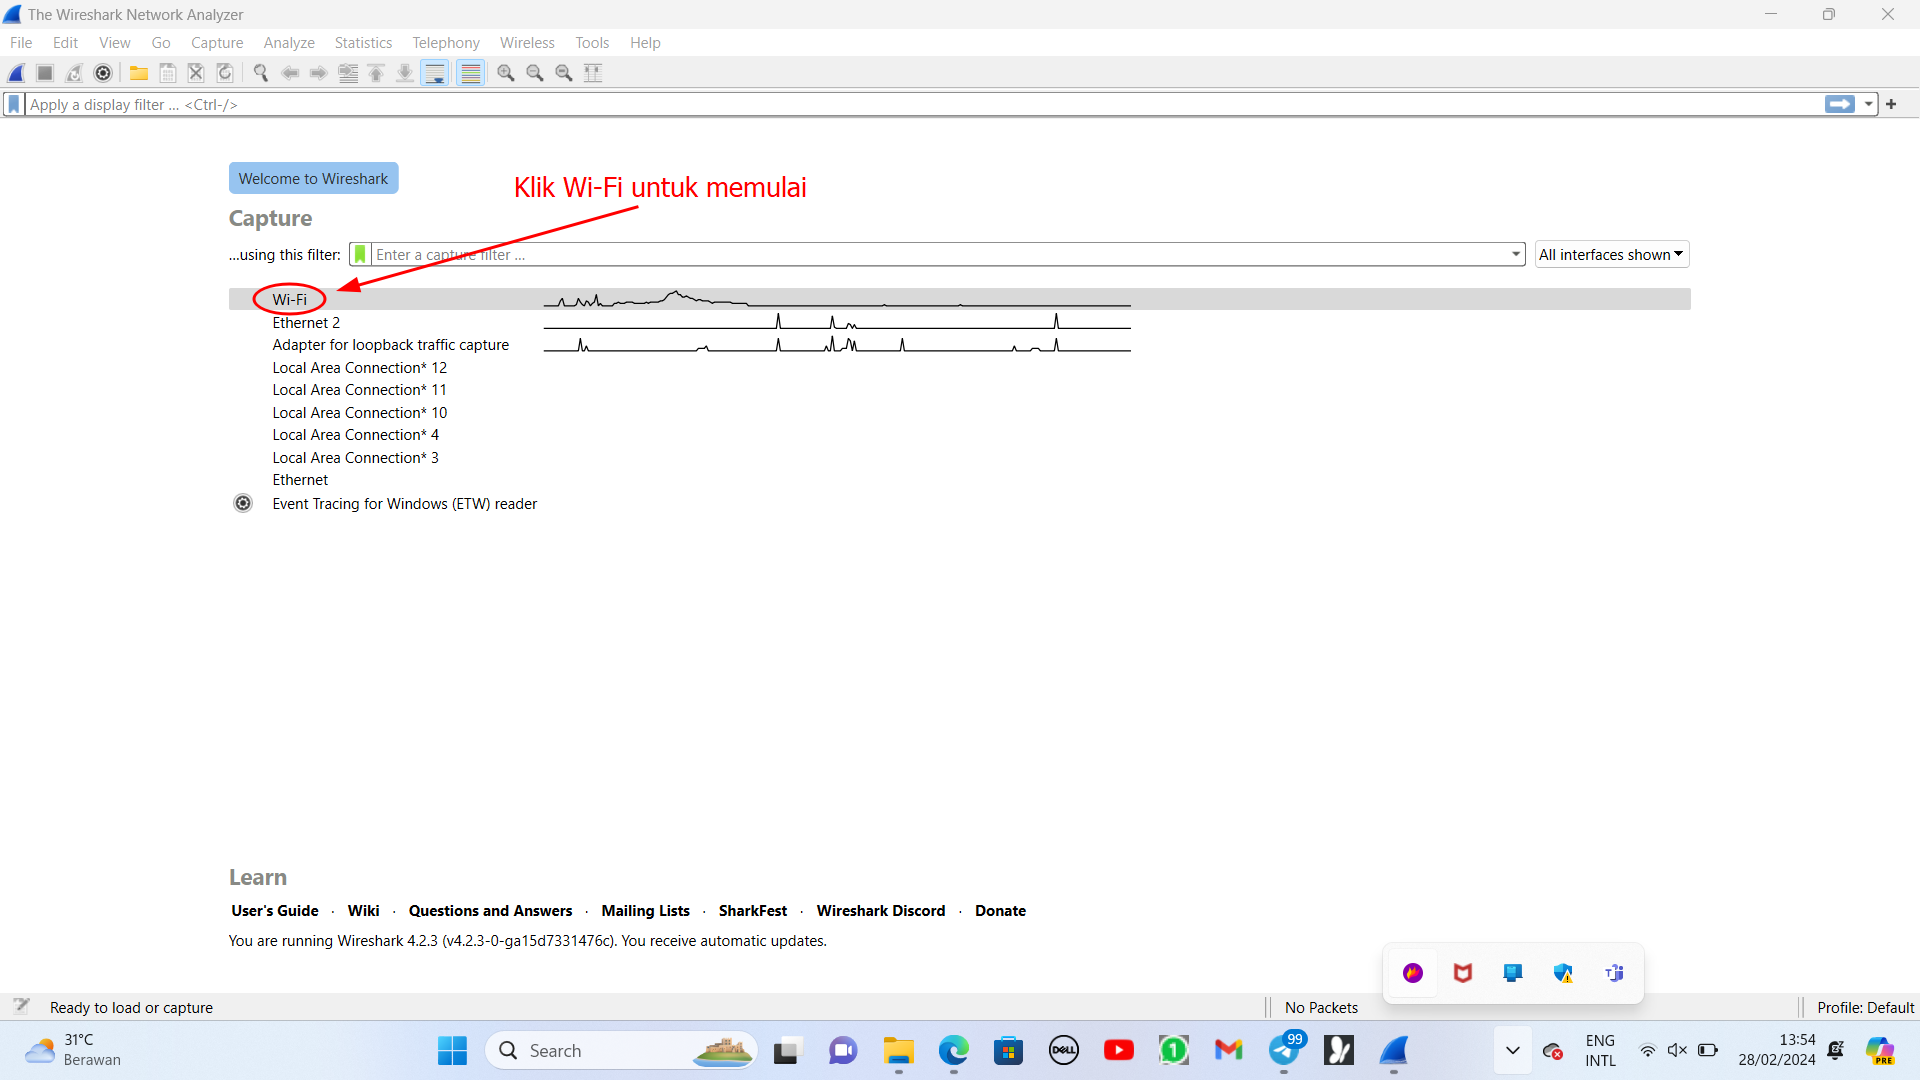 The Wireshark Network Analyzer
File Edit View Go Capture Analyze Statistics Telephony Wireless Tools Help
Apply a display filter ... <Ctrl-/>
Welcome to Wireshark
Klik Wi-Fi untuk memulai
Capture
...using this filter: Enter a capture filter ... All interfaces shown
Wi-Fi
Ethernet 2
Adapter for loopback traffic capture
Local Area Connection* 12
Local Area Connection* 11
Local Area Connection* 10
Local Area Connection* 4
Local Area Connection* 3
Ethernet
Event Tracing for Windows (ETW) reader
Learn
User's Guide · Wiki · Questions and Answers · Mailing Lists · SharkFest · Wireshark Discord · Donate
You are running Wireshark 4.2.3 (v4.2.3-0-ga15d7331476c). You receive automatic updates.
Ready to load or capture No Packets Profile: Default
31°C
Berawan
Search
DELL
1
99
ENG
INTL
13:54
28/02/2024
PRE